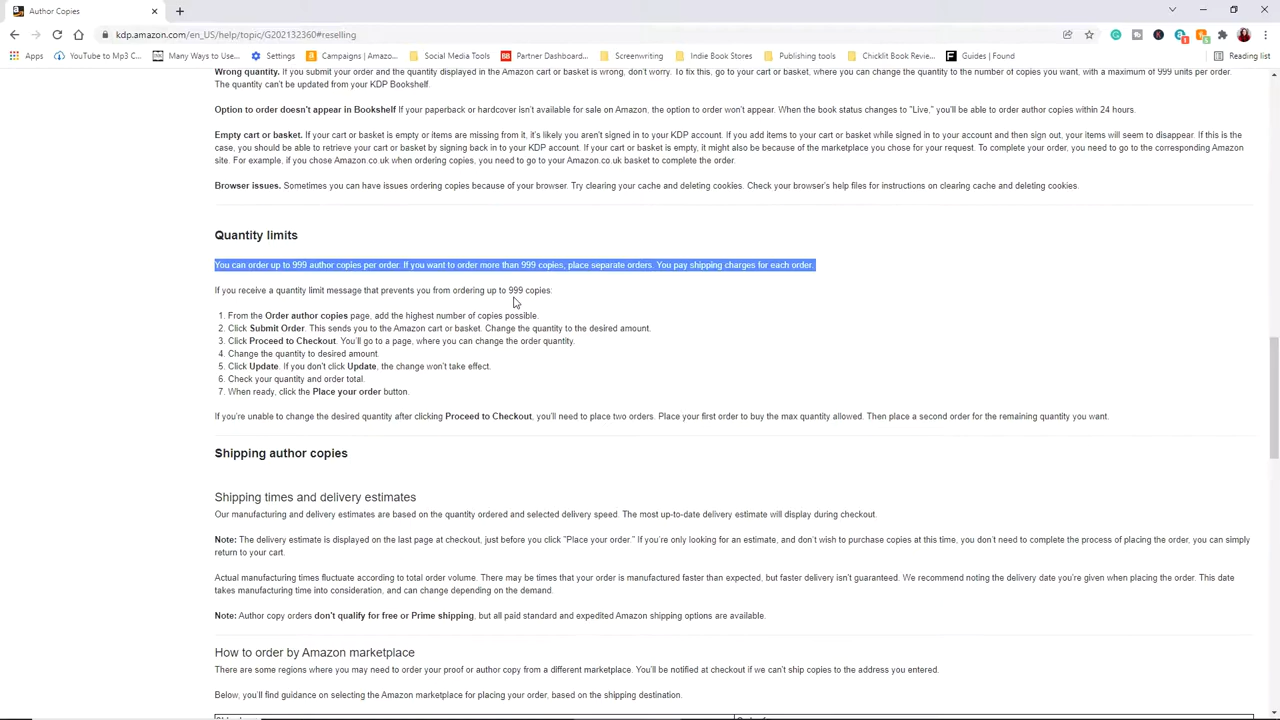 Author Copies
kdp.amazon.com/en_US/help/topic/G202132360#reselling
Apps YouTube to Mp3 C... Many Ways to Use... Settings Campaigns | Amazo... Social Media Tools Partner Dashboar... Screenwriting Indie Book Stores Publishing tools Chicklit Book Revie... Guides | Found Reading list
Wrong quantity. If you submit your order and the quantity displayed in the Amazon cart or basket is wrong, don't worry. To fix this, go to your cart or basket, where you can change the quantity to the number of copies you want, with a maximum of 999 units per order.
The quantity can't be updated from your KDP Bookshelf.
Option to order doesn't appear in Bookshelf If your paperback or hardcover isn't available for sale on Amazon, the option to order won't appear. When the book status changes to "Live," you'll be able to order author copies within 24 hours.
Empty cart or basket. If your cart or basket is empty or items are missing from it, it's likely you aren't signed in to your KDP account. If you add items to your cart or basket while signed in to your account and then sign out, your items will seem to disappear. If this is the
case, you should be able to retrieve your cart or basket by signing back in to your KDP account. If your cart or basket is empty, it might also be because of the marketplace you chose for your request. To complete your order, you need to go to the corresponding Amazon
site. For example, if you chose Amazon.co.uk when ordering copies, you need to go to your Amazon.co.uk basket to complete the order.
Browser issues. Sometimes you can have issues ordering copies because of your browser. Try clearing your cache and deleting cookies. Check your browser's help files for instructions on clearing cache and deleting cookies.
Quantity limits
You can order up to 999 author copies per order. If you want to order more than 999 copies, place separate orders. You pay shipping charges for each order.
If you receive a quantity limit message that prevents you from ordering up to 999 copies:
1. From the Order author copies page, add the highest number of copies possible.
2. Click Submit Order. This sends you to the Amazon cart or basket. Change the quantity to the desired amount.
3. Click Proceed to Checkout. You'll go to a page, where you can change the order quantity.
4. Change the quantity to desired amount.
5. Click Update. If you don't click Update, the change won't take effect.
6. Check your quantity and order total.
7. When ready, click the Place your order button.
If you're unable to change the desired quantity after clicking Proceed to Checkout, you'll need to place two orders. Place your first order to buy the max quantity allowed. Then place a second order for the remaining quantity you want.
Shipping author copies
Shipping times and delivery estimates
Our manufacturing and delivery estimates are based on the quantity ordered and selected delivery speed. The most up-to-date delivery estimate will display during checkout.
Note: The delivery estimate is displayed on the last page at checkout, just before you click "Place your order." If you're only looking for an estimate, and don't wish to purchase copies at this time, you don't need to complete the process of placing the order, you can simply
return to your cart.
Actual manufacturing times fluctuate according to total order volume. There may be times that your order is manufactured faster than expected, but faster delivery isn't guaranteed. We recommend noting the delivery date you're given when placing the order. This date
takes manufacturing time into consideration, and can change depending on the demand.
Note: Author copy orders don't qualify for free or Prime shipping, but all paid standard and expedited Amazon shipping options are available.
How to order by Amazon marketplace
There are some regions where you may need to order your proof or author copy from a different marketplace. You'll be notified at checkout if we can't ship copies to the address you entered.
Below, you'll find guidance on selecting the Amazon marketplace for placing your order, based on the shipping destination.